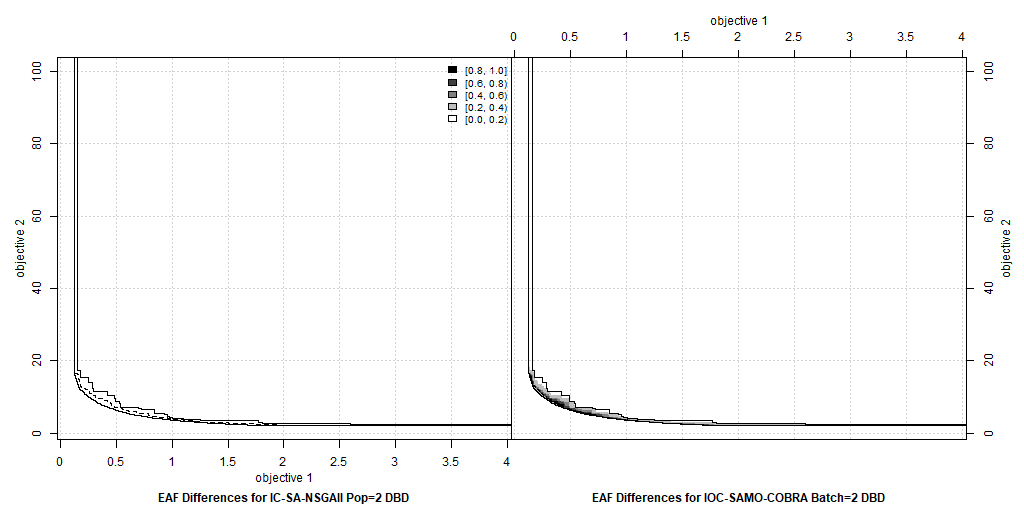 objective 1
0 0.5 1 1.5 2 2.5 3 3.5 4
100 80 60 40 20 0
objective 2
[0.8, 1.0]
[0.6, 0.8)
[0.4, 0.6)
[0.2, 0.4)
[0.0, 0.2)
100 80 60 40 20 0
objective 2
0 0.5 1 1.5 2 2.5 3 3.5 4
objective 1
EAF Differences for IC-SA-NSGAII Pop=2 DBD
EAF Differences for IOC-SAMO-COBRA Batch=2 DBD